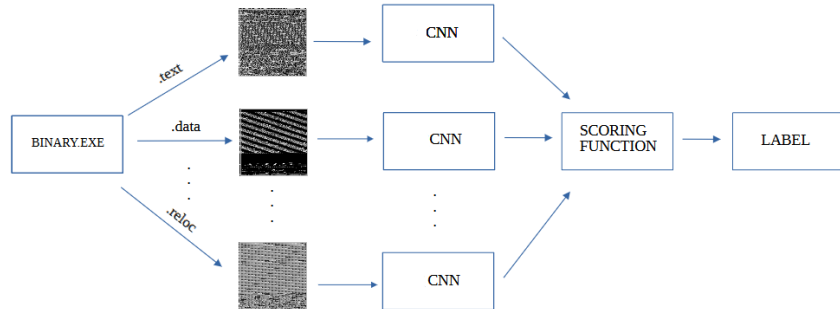 CNN
.text
.data
BINARY.EXE
CNN
SCORING
FUNCTION
LABEL
.reloc
CNN